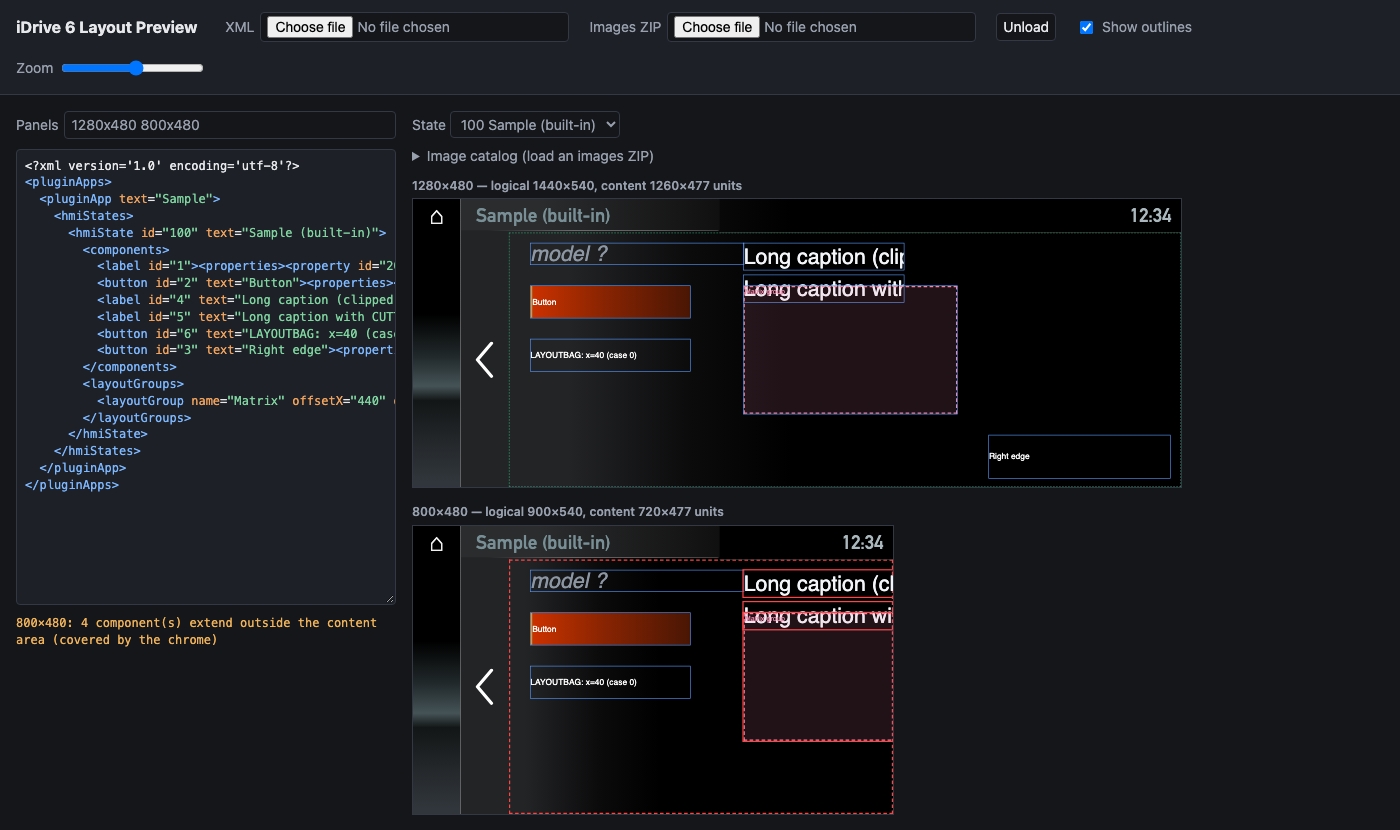 iDrive 6 Layout Preview
XML
Choose file No file chosen
Images ZIP
Choose file No file chosen
Unload
Show outlines
Zoom
Panels
1280x480 800x480
<?xml version='1.0' encoding='utf-8'?>
<pluginApps>
<pluginApp text="Sample">
<hmiStates>
<hmiState id="100" text="Sample (built-in)">
<components>
<label id="1"><properties><property id="20
<button id="2" text="Button"><properties>
<label id="4" text="Long caption (clipped
<label id="5" text="Long caption with CUT
<button id="6" text="LAYOUTBAG: x=40 (cas
<button id="3" text="Right edge"><propert
</components>
<layoutGroups>
<layoutGroup name="Matrix" offsetX="440"
</layoutGroups>
</hmiState>
</hmiStates>
</pluginApp>
</pluginApps>
800×480: 4 component(s) extend outside the content
area (covered by the chrome)
State
100 Sample (built-in)
Image catalog (load an images ZIP)
1280×480 — logical 1440×540, content 1260×477 units
Sample (built-in)
12:34
model ?
Long caption (clip
Long caption with
Button
LAYOUTBAG: x=40 (case 0)
Right edge
800×480 — logical 900×540, content 720×477 units
Sample (built-in)
12:34
model ?
Long caption (cl
Long caption wi
Button
LAYOUTBAG: x=40 (case 0)